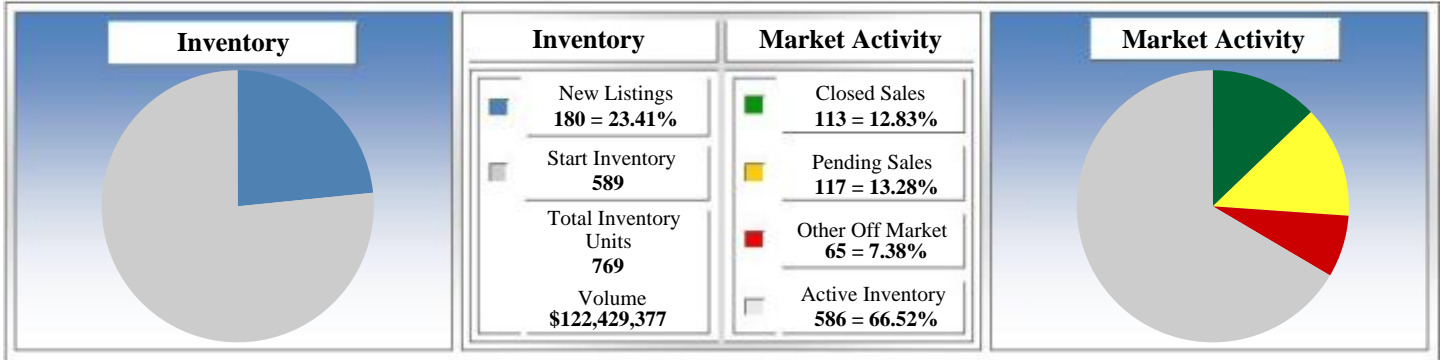 Inventory
Inventory
Market Activity
New Listings
180 = 23.41%
Start Inventory
589
Total Inventory
Units
769
Volume
$122,429,377
Closed Sales
113 = 12.83%
Pending Sales
117 = 13.28%
Other Off Market
65 = 7.38%
Active Inventory
586 = 66.52%
Market Activity